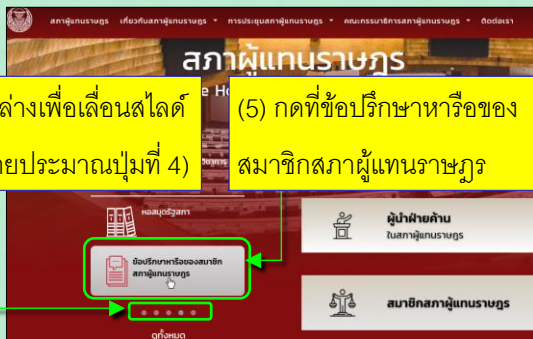 สภาผู้แทนราษฎร เกี่ยวกับสภาผู้แทนราษฎร การประชุมสภาผู้แทนราษฎร คณะกรรมาธิการสภาผู้แทนราษฎร ติดต่อเรา
สภาผู้แทนราษฎร
ล่างเพื่อเลื่อนสไลด์
ประมาณปุ่มที่ 4)
(5) กดที่ข้อปรึกษาหารือของ
สมาชิกสภาผู้แทนราษฎร
หอสมุดรัฐสภา
ข้อปรึกษาหารือของสมาชิก
สภาผู้แทนราษฎร
ดูทั้งหมด
ผู้นำฝ่ายค้าน
ในสภาผู้แทนราษฎร
สมาชิกสภาผู้แทนราษฎร